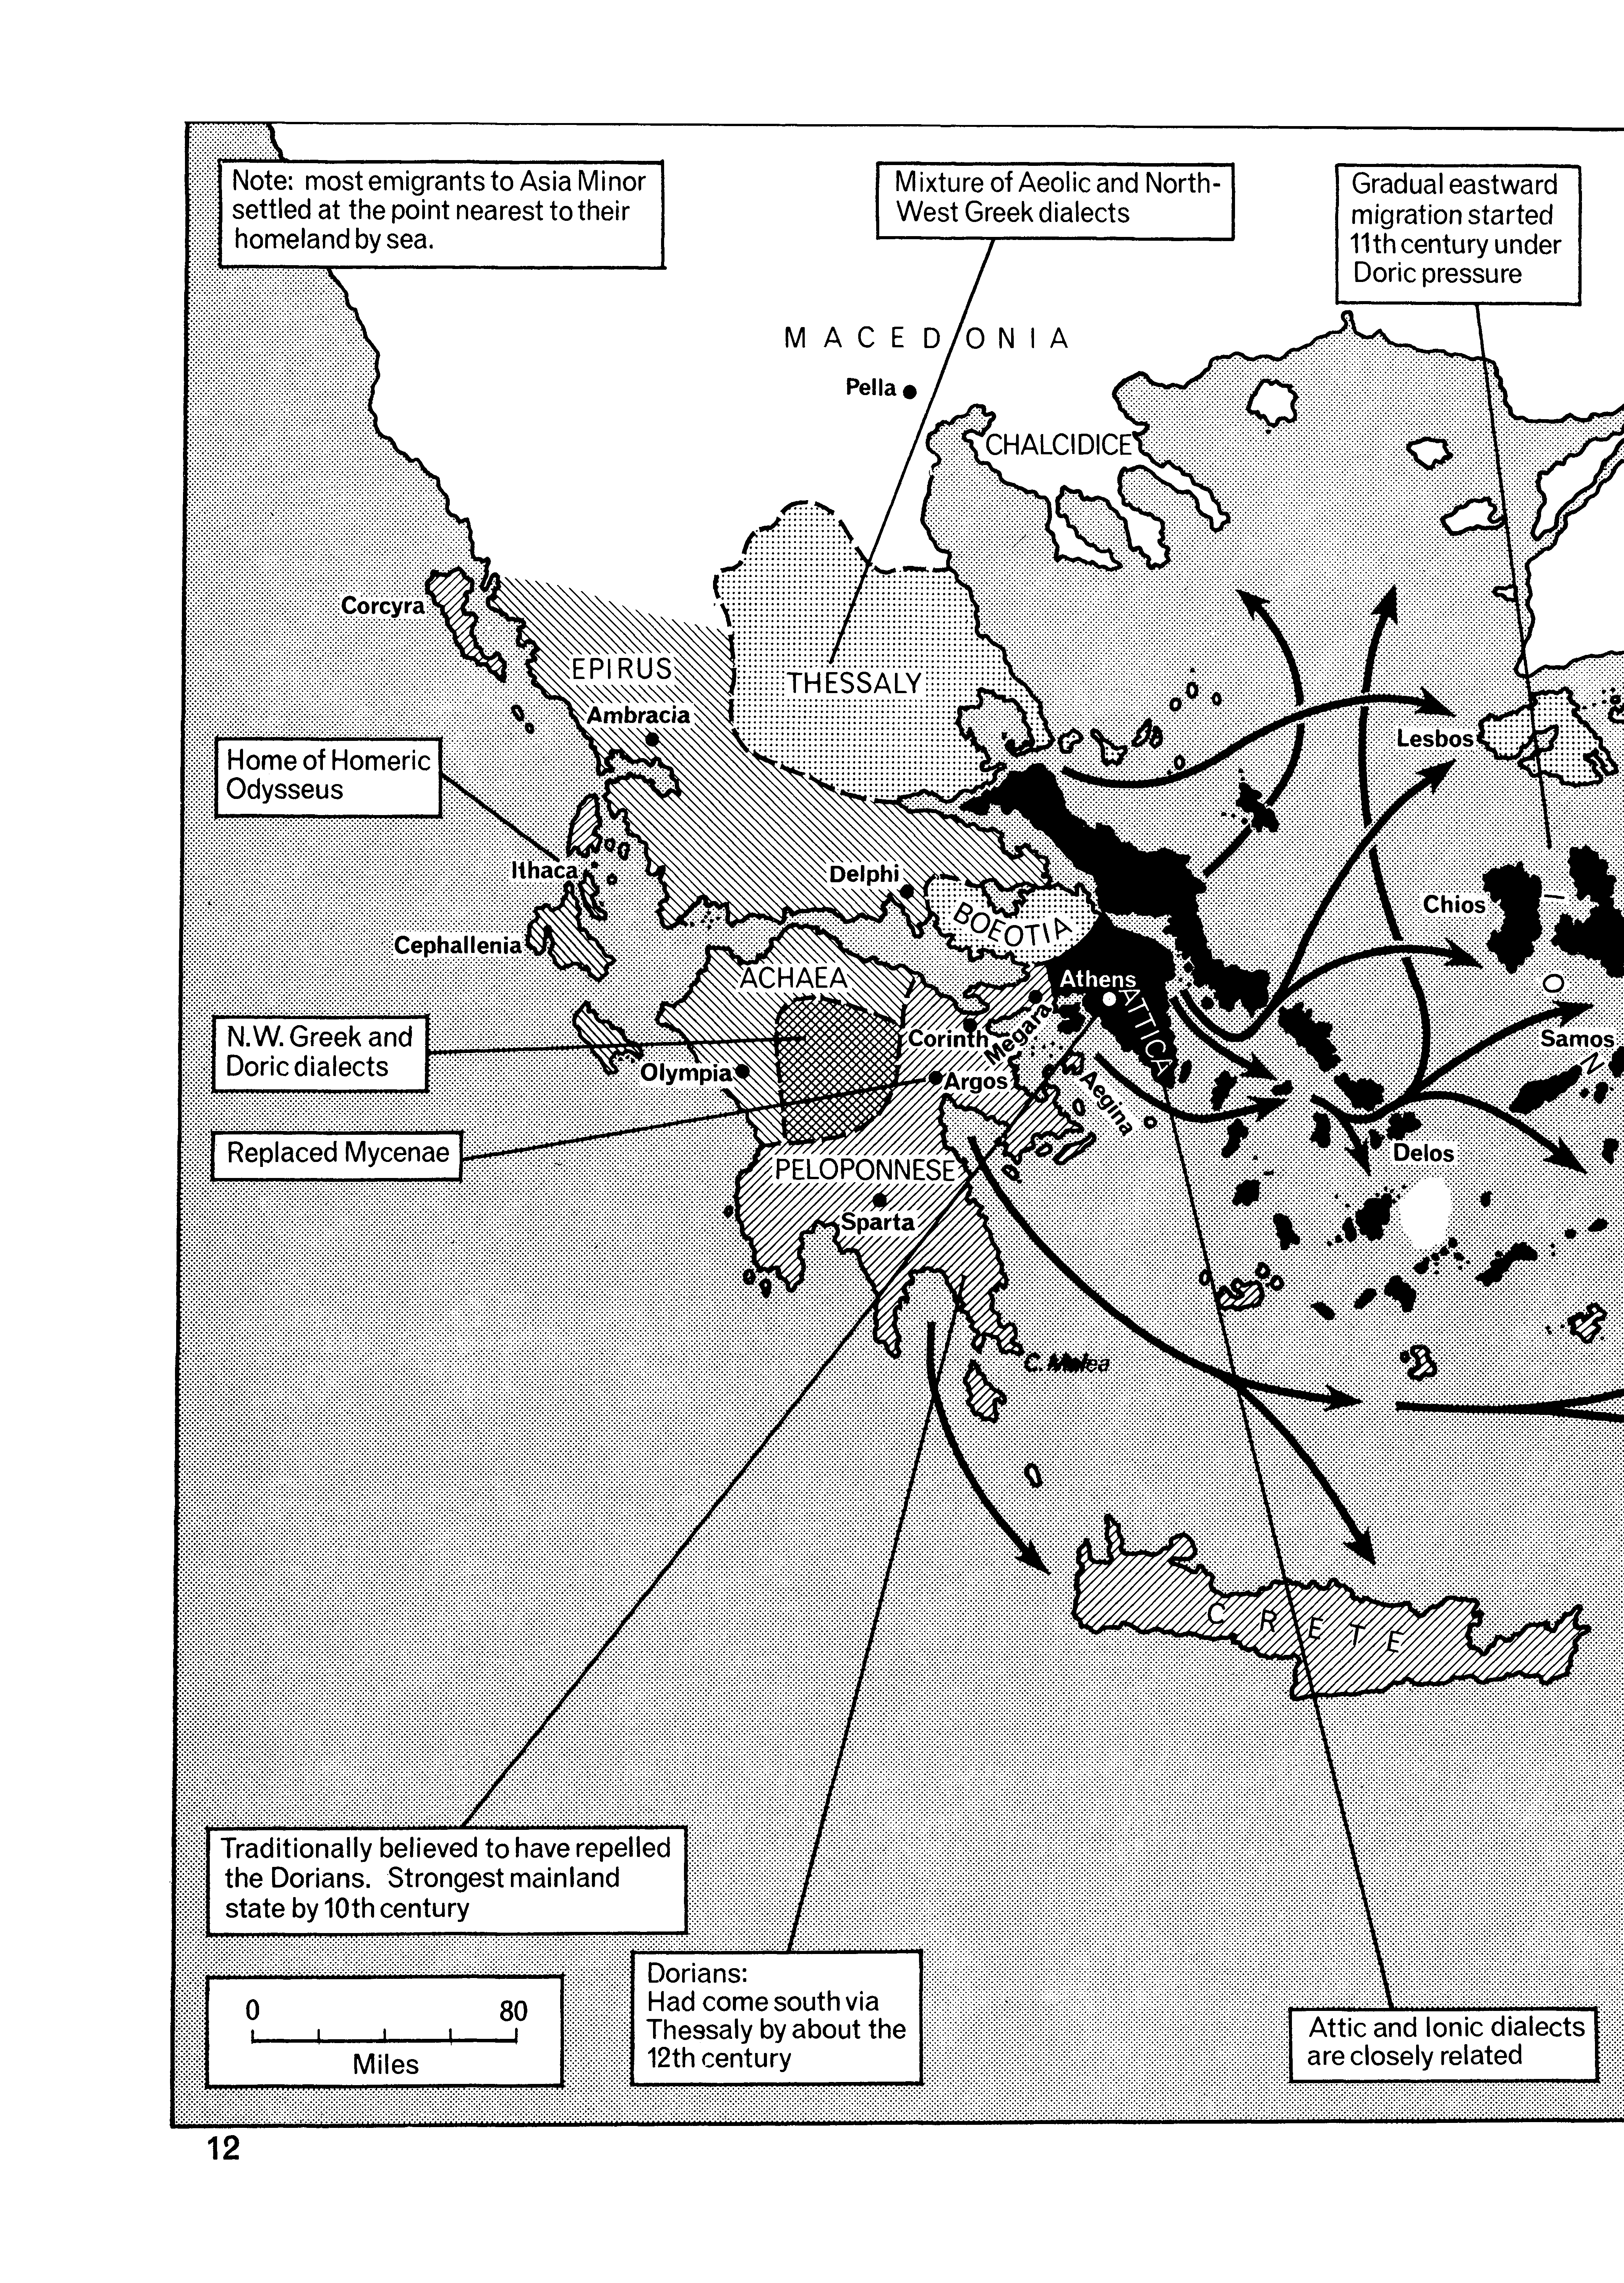 Note: most emigrants to Asia Minor
settled at the point nearest to their
homeland by sea.
Mixture of Aeolic and North-
West Greek dialects
Gradual eastward
migration started
11th century under
Doric pressure
MACEDONIA
Pella
CHALCIDICE
Corcyra
EPIRUS
THESSALY
Ambracia
Lesbos
Home of Homeric
Odysseus
Ithaca
Delphi
BOEOTIA
Chios
I
Cephallenia
ACHAEA
Athens
ATTICA
O
N.W. Greek and
Doric dialects
Corinth
Megara
Samos
N
Olympia
Argos
Aegina
Replaced Mycenae
Delos
PELOPONNESE
Sparta
C. Malea
CRETE
Traditionally believed to have repelled
the Dorians. Strongest mainland
state by 10th century
Dorians:
Had come south via
Thessaly by about the
12th century
0 80
Miles
Attic and Ionic dialects
are closely related
12